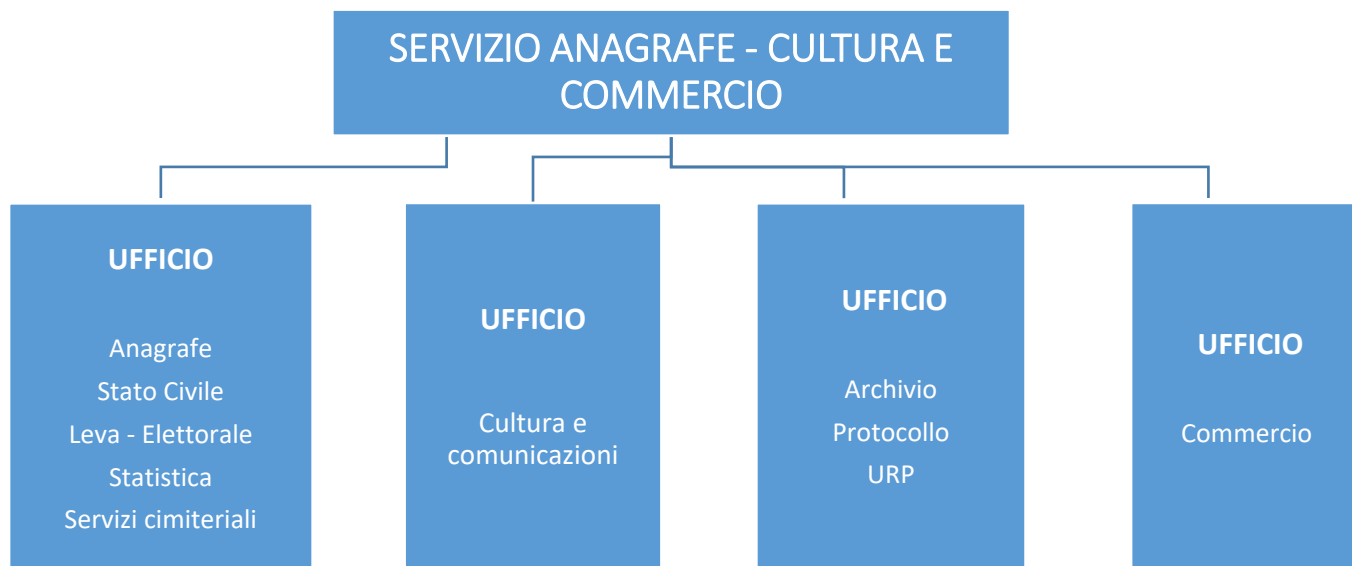 SERVIZIO ANAGRAFE - CULTURA E
COMMERCIO
UFFICIO
Anagrafe
Stato Civile
Leva - Elettorale
Statistica
Servizi cimiteriali
UFFICIO
Cultura e
comunicazioni
UFFICIO
Archivio
Protocollo
URP
UFFICIO
Commercio